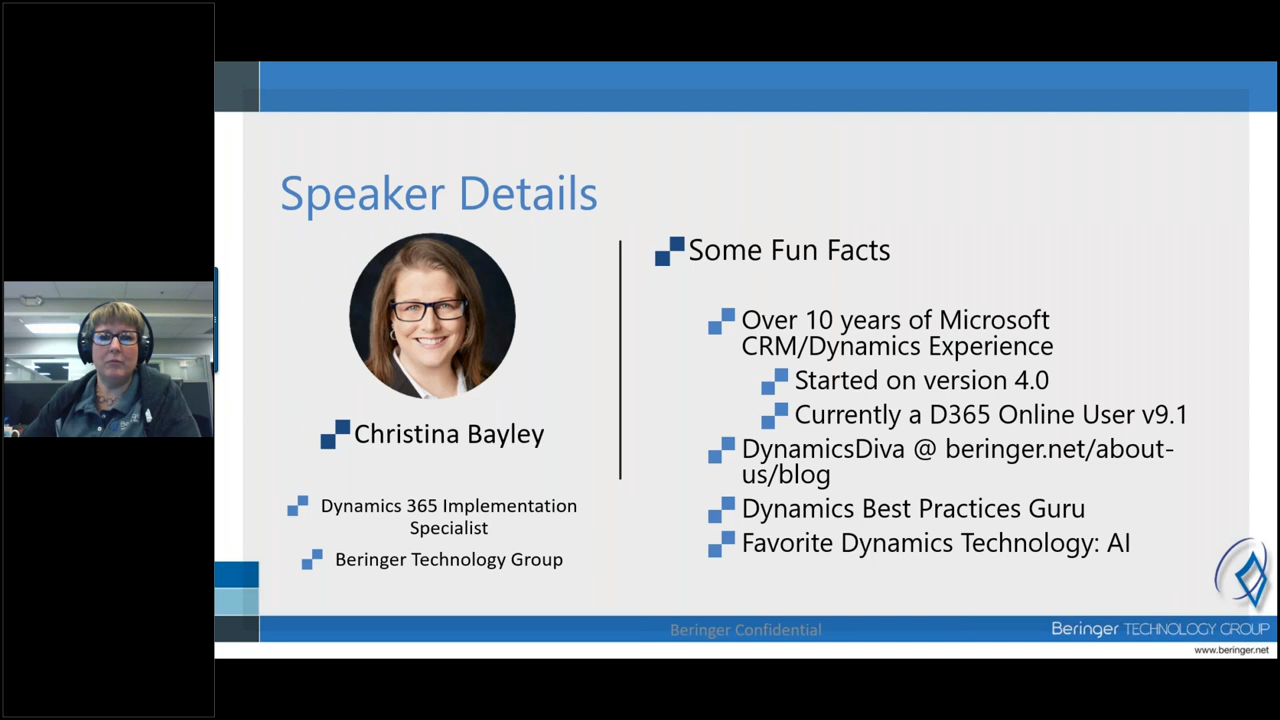 Speaker Details
Christina Bayley
Dynamics 365 Implementation
Specialist
Beringer Technology Group
Some Fun Facts
Over 10 years of Microsoft
CRM/Dynamics Experience
Started on version 4.0
Currently a D365 Online User v9.1
DynamicsDiva @ beringer.net/about-
us/blog
Dynamics Best Practices Guru
Favorite Dynamics Technology: AI
Beringer Confidential
Beringer TECHNOLOGY GROUP
www.beringer.net